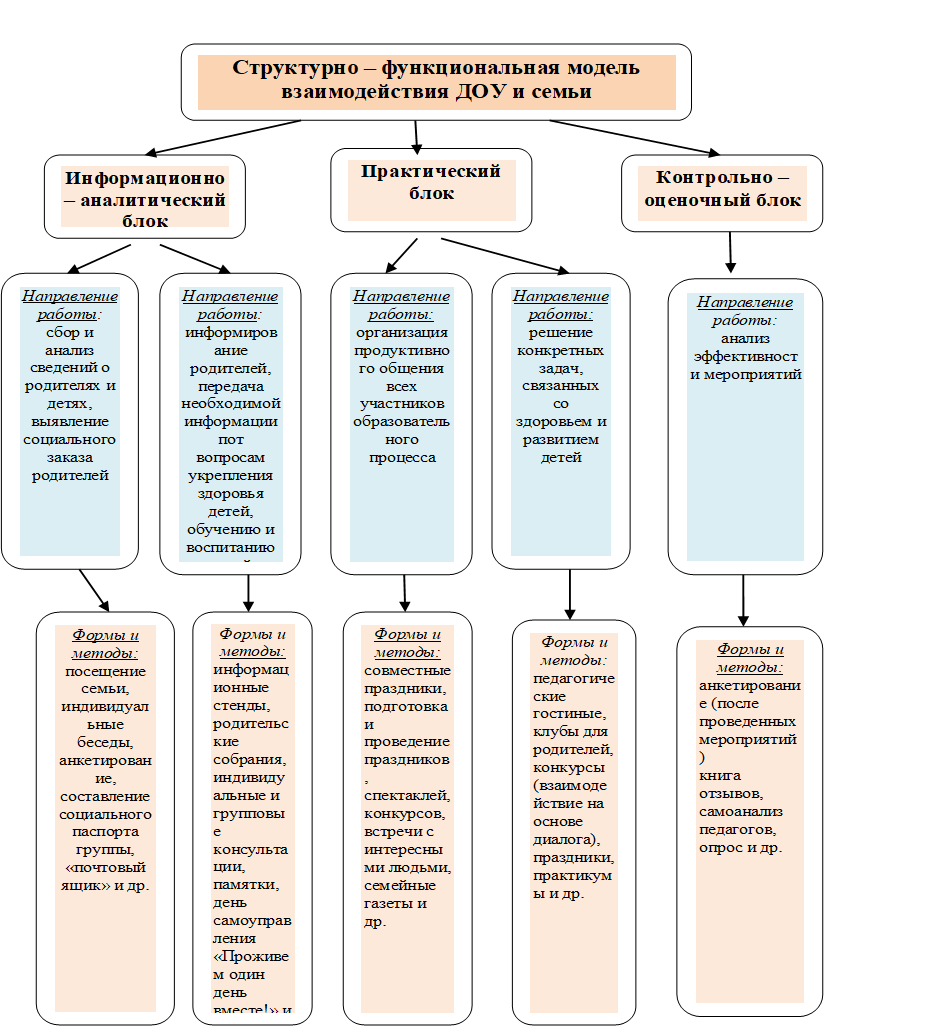 Структурно – функциональная модель
взаимодействия ДОУ и семьи
Информационно
– аналитический
блок
Практический
блок
Контрольно –
оценочный блок
Направление
работы:
сбор и
анализ
сведений о
родителях и
детях,
выявление
социального
заказа
родителей
Направление
работы:
информиров
ание
родителей,
передача
необходимой
информации
пот
вопросам
укрепления
здоровья
детей,
обучению и
воспитанию
Направление
работы:
организация
продуктивно
го общения
всех
участников
образователь
ного
процесса
Направление
работы:
решение
конкретных
задач,
связанных
со
здоровьем и
развитием
детей
Направление
работы:
анализ
эффективност
и мероприятий
Формы и
методы:
посещение
семьи,
индивидуал
ьные
беседы,
анкетирован
ие,
составление
социального
паспорта
группы,
«почтовый
ящик» и др.
Формы и
методы:
информац
ионные
стенды,
родительс
кие
собрания,
индивиду
альные и
групповы
е
консульта
ции,
памятки,
день
самоуправ
ления
«Прожива
м один
день
вместе!» и
Формы и
методы:
совместные
праздники,
подготовка
и
проведение
праздников
,
спектаклей,
конкурсов,
встречи с
интересны
ми людьми,
семейные
газеты и
др.
Формы и
методы:
педагогиче
ские
гостиные,
клубы для
родителей,
конкурсы
(взаимоде
йствие на
основе
диалога),
праздники,
практикум
ы и др.
Формы и
методы:
анкетировани
е (после
проведенных
мероприятий
)
книга
отзывов,
самоанализ
педагогов,
опрос и др.